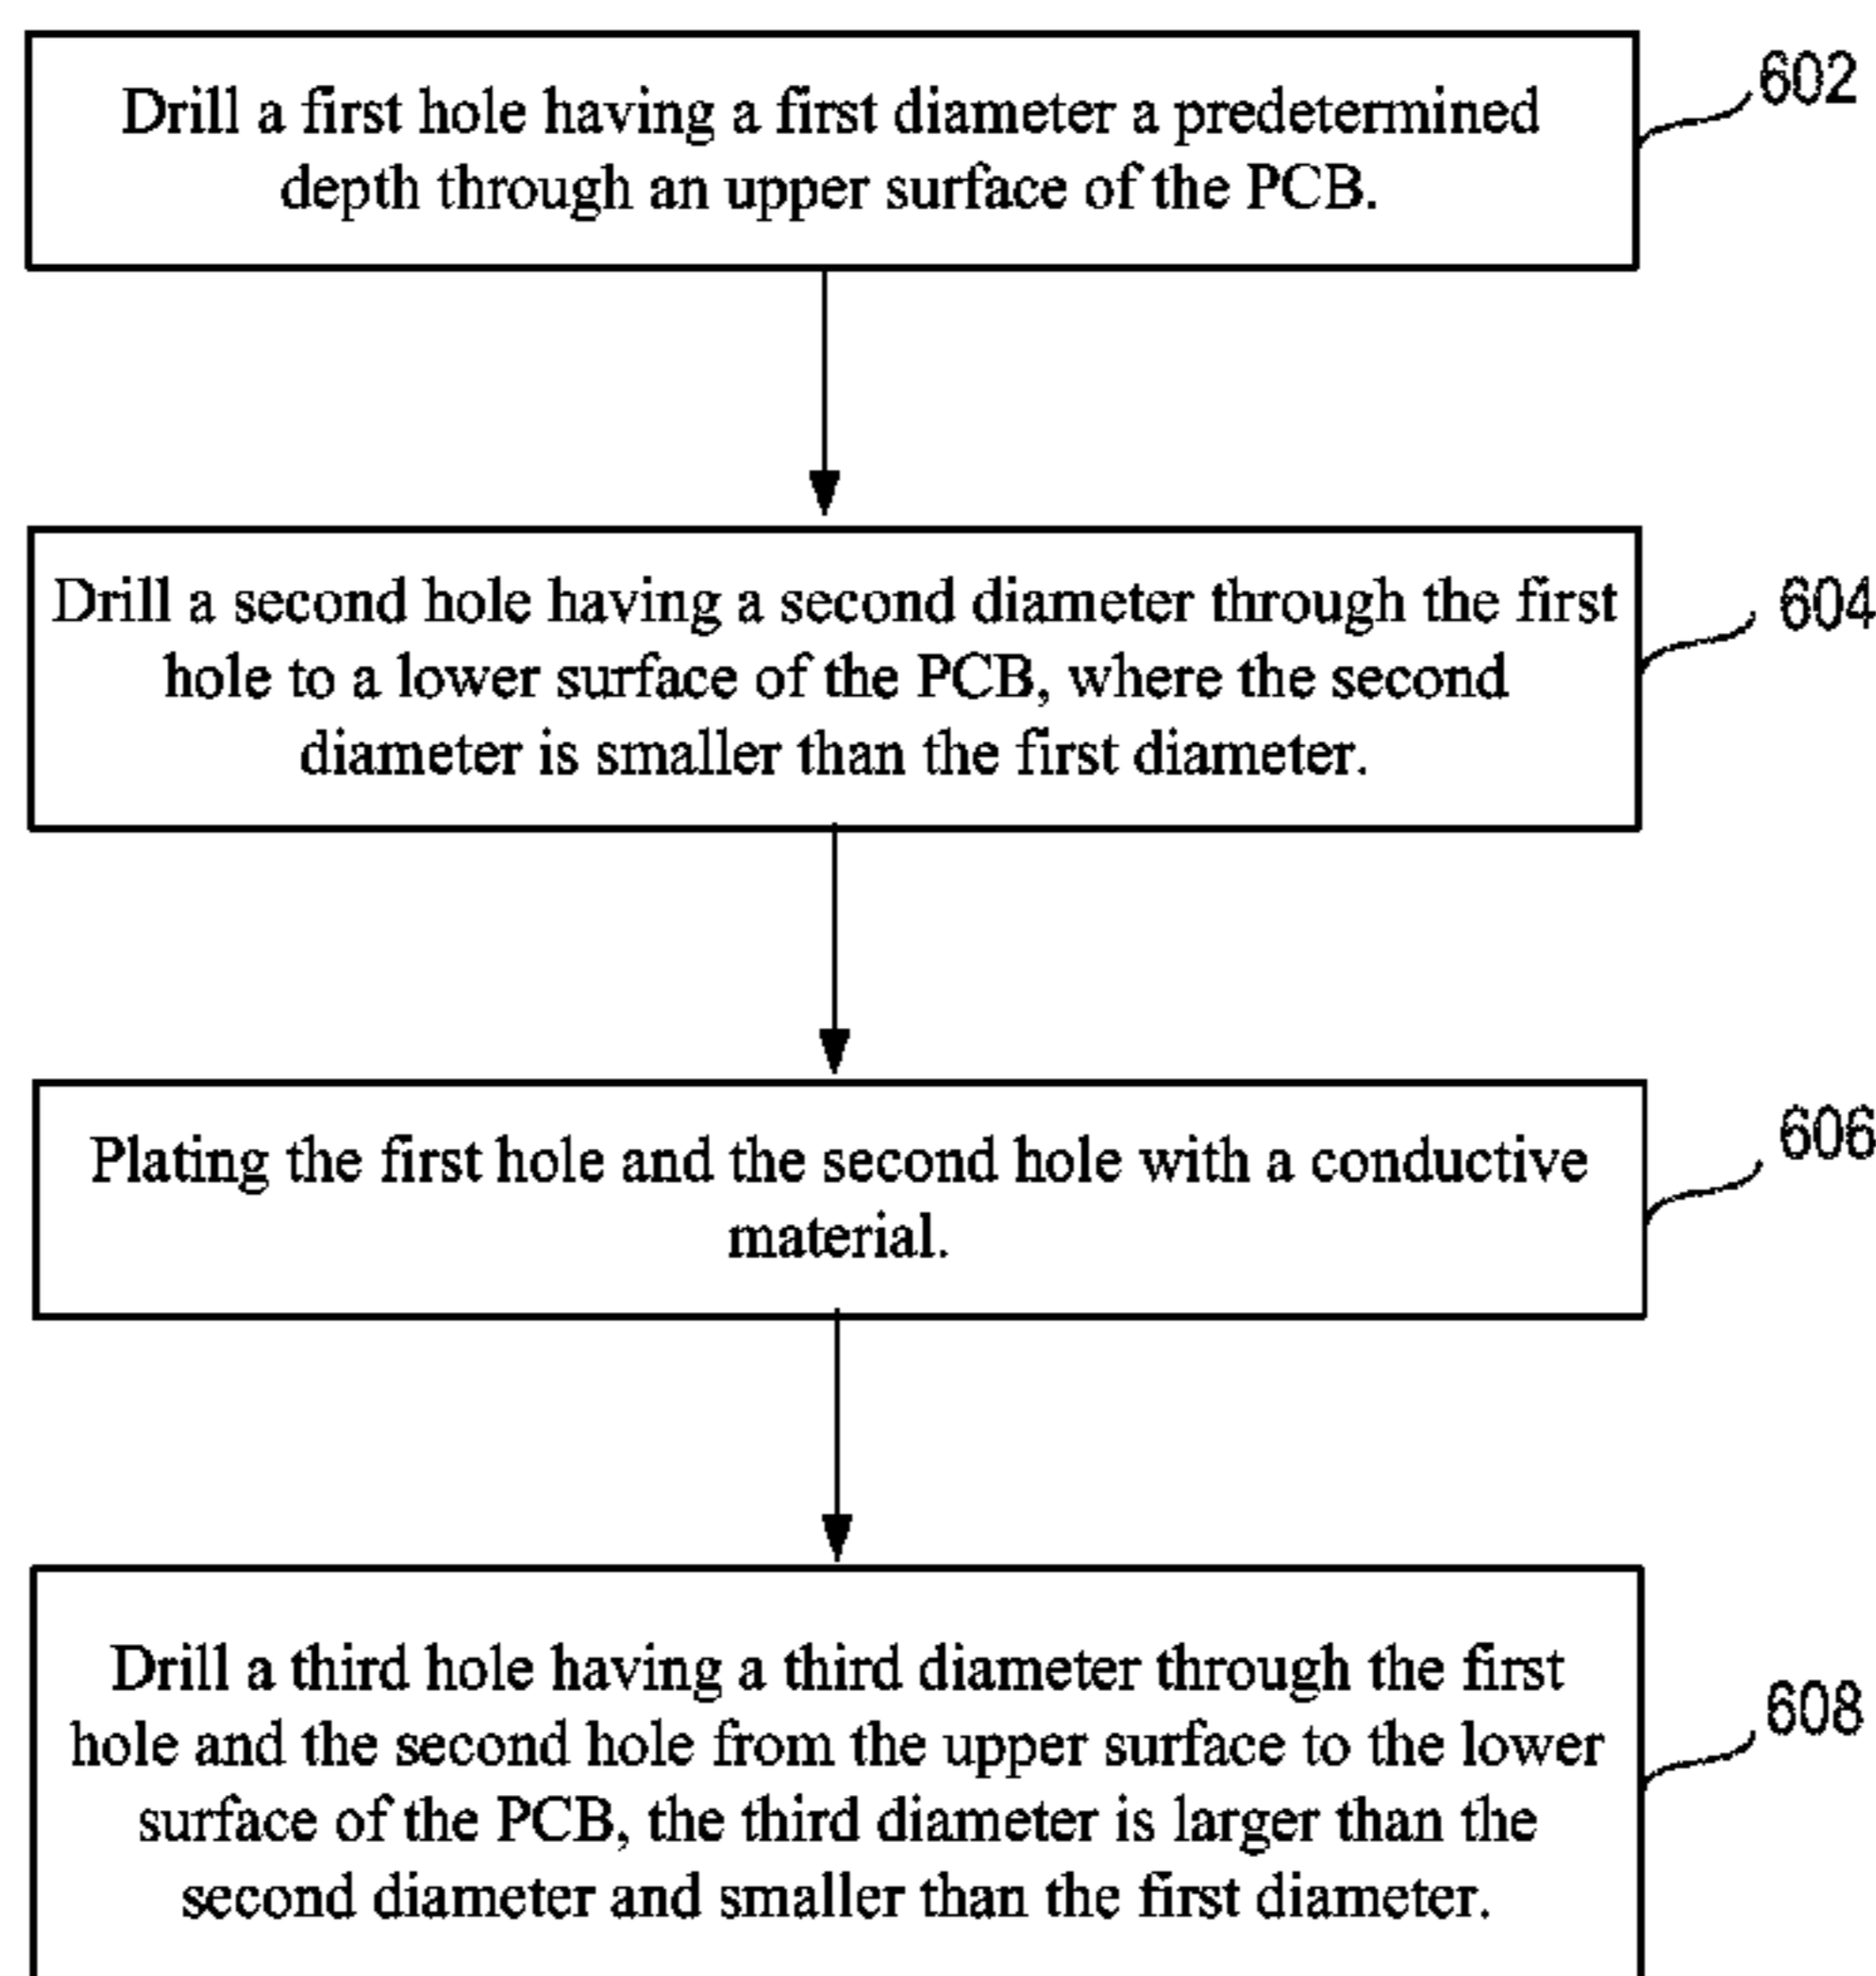 Drill a first hole having a first diameter a predetermined
depth through an upper surface of the PCB.
602
Drill a second hole having a second diameter through the first
hole to a lower surface of the PCB, where the second
diameter is smaller than the first diameter.
604
Plating the first hole and the second hole with a conductive
material.
606
Drill a third hole having a third diameter through the first
hole and the second hole from the upper surface to the lower
surface of the PCB, the third diameter is larger than the
second diameter and smaller than the first diameter.
608